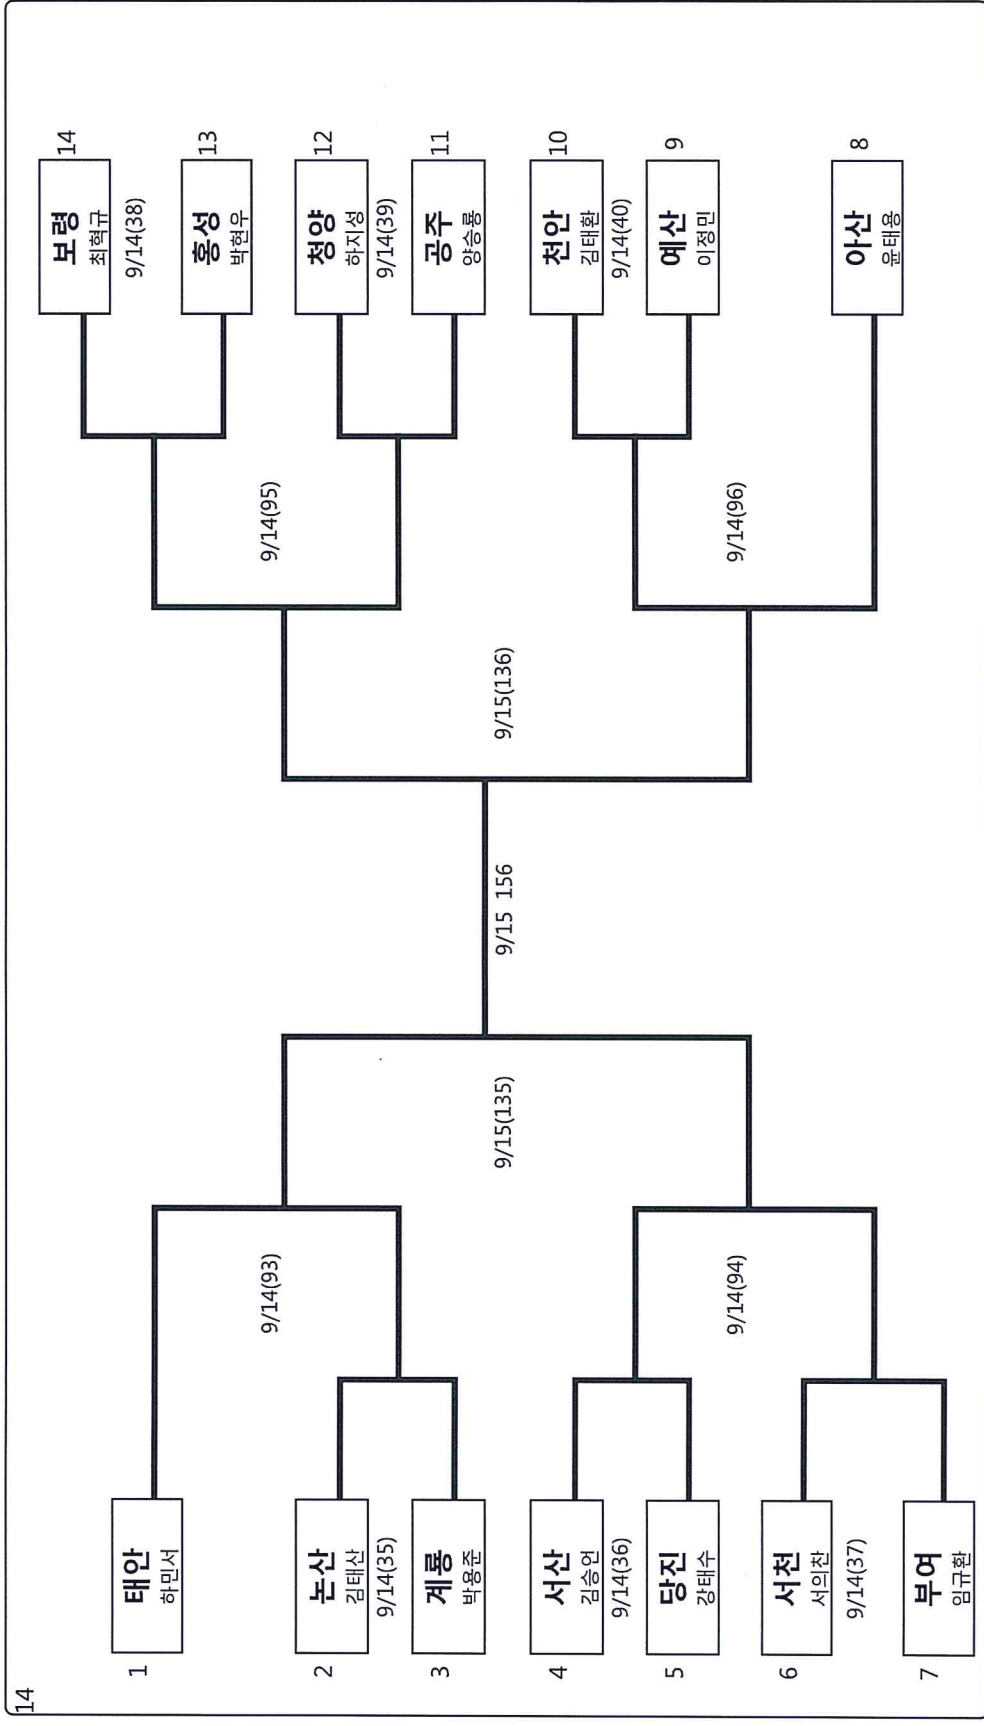 14
1
태안
하민서
9/14(93)
2
논산
김태산
9/14(35)
3
계룡
박용준
9/15(135)
4
서산
김승언
9/14(36)
5
당진
강태수
9/14(94)
6
서천
서의찬
9/14(37)
7
부여
임규환
9/15 156
보령
최혁규
14
9/14(38)
홍성
박현우
13
9/14(95)
청양
하지성
12
9/14(39)
공주
양승룡
11
9/15(136)
천안
김태환
10
9/14(40)
예산
이정민
9
9/14(96)
아산
윤태용
8